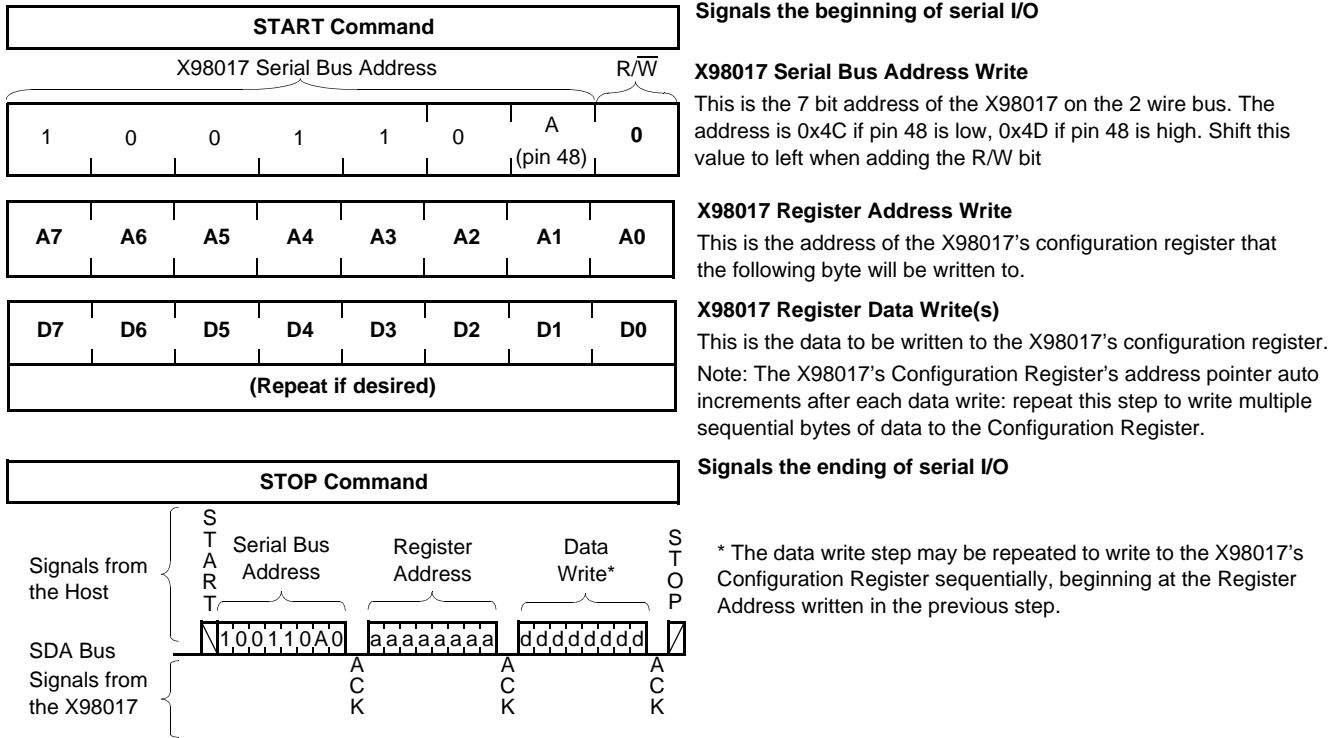 START Command
Signals the beginning of serial I/O
X98017 Serial Bus Address
R/W
1 0 0 1 1 0 A (pin 48) 0
X98017 Serial Bus Address Write
This is the 7 bit address of the X98017 on the 2 wire bus. The
address is 0x4C if pin 48 is low, 0x4D if pin 48 is high. Shift this
value to left when adding the R/W bit
A7 A6 A5 A4 A3 A2 A1 A0
X98017 Register Address Write
This is the address of the X98017's configuration register that
the following byte will be written to.
D7 D6 D5 D4 D3 D2 D1 D0
(Repeat if desired)
X98017 Register Data Write(s)
This is the data to be written to the X98017's configuration register.
Note: The X98017's Configuration Register's address pointer auto
increments after each data write: repeat this step to write multiple
sequential bytes of data to the Configuration Register.
STOP Command
Signals the ending of serial I/O
Signals from
the Host
START
Serial Bus
Address
Register
Address
Data
Write*
STOP
* The data write step may be repeated to write to the X98017's
Configuration Register sequentially, beginning at the Register
Address written in the previous step.
SDA Bus
1 0 0 1 1 0 A 0
a a a a a a a a
d d d d d d d d
Signals from
the X98017
ACK
ACK
ACK